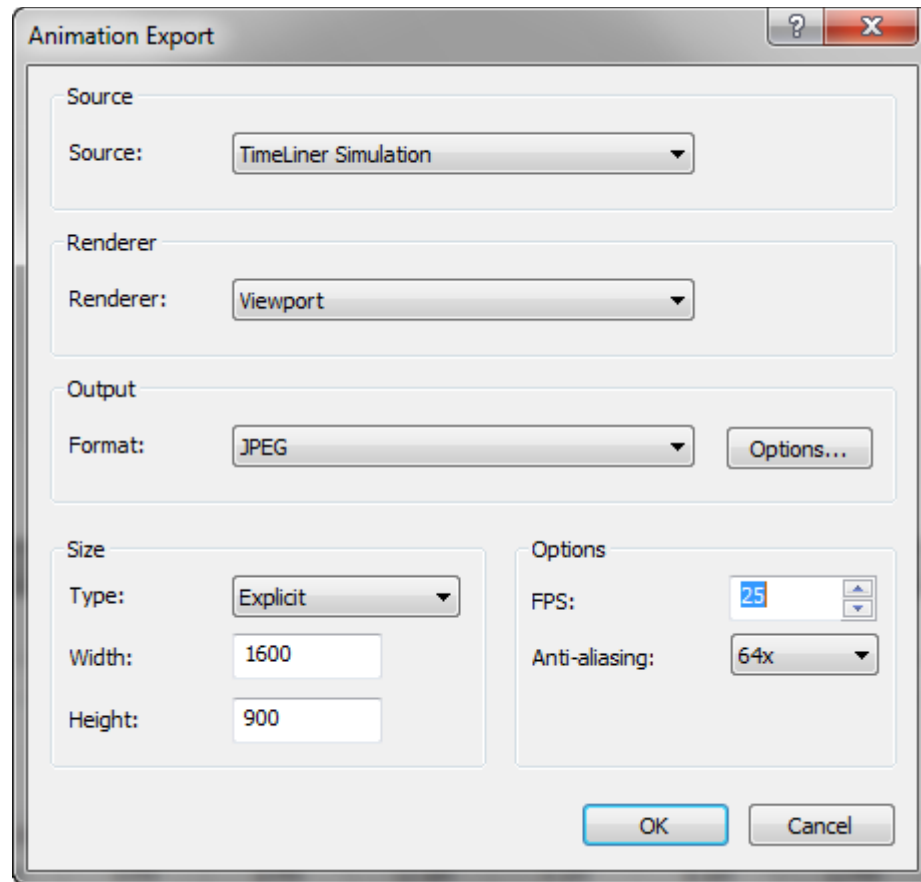 Animation Export
?
Source
Source: TimeLiner Simulation
Renderer
Renderer: Viewport
Output
Format: JPEG Options...
Size
Type: Explicit
Width: 1600
Height: 900
Options
FPS: 25
Anti-aliasing: 64x
OK Cancel